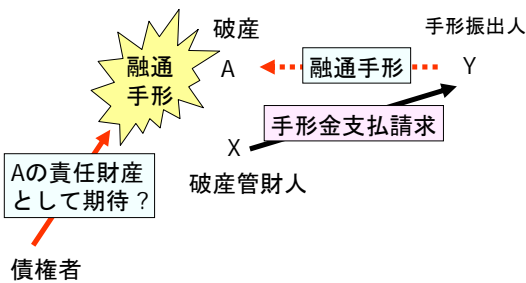 破産
手形振出人
融通
手形
A
融通手形
Y
手形金支払請求
X
Aの責任財産
として期待？
破産管財人
債権者